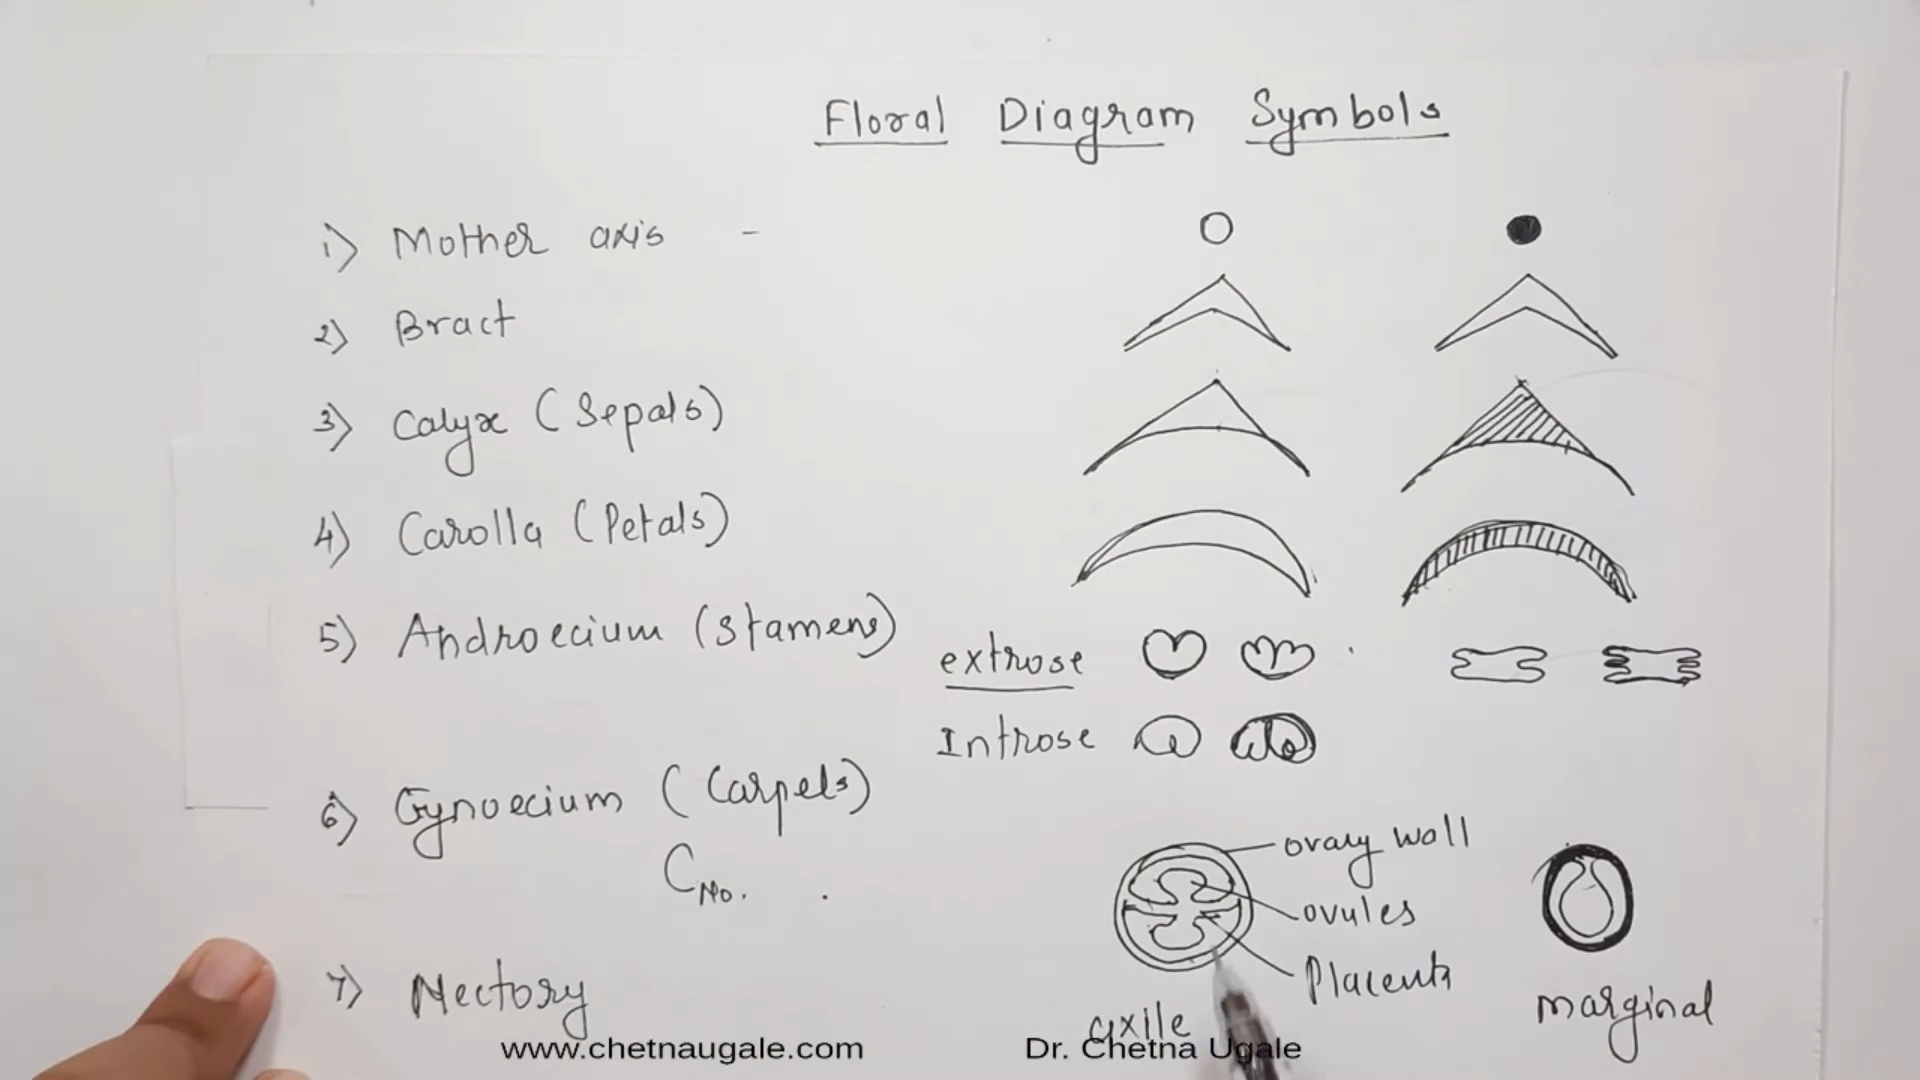 Floral Diagram Symbols
1) Mother axis -
2) Bract
3) Calyx (Sepals)
4) Carolla (Petals)
5) Androecium (Stamens)
extrose
Introse
6) Gynoecium (Carpels)
C No. .
ovary wall
ovules
Placenta
axile
marginal
7) Nectory
www.chetnaugale.com
Dr. Chetna Ugale